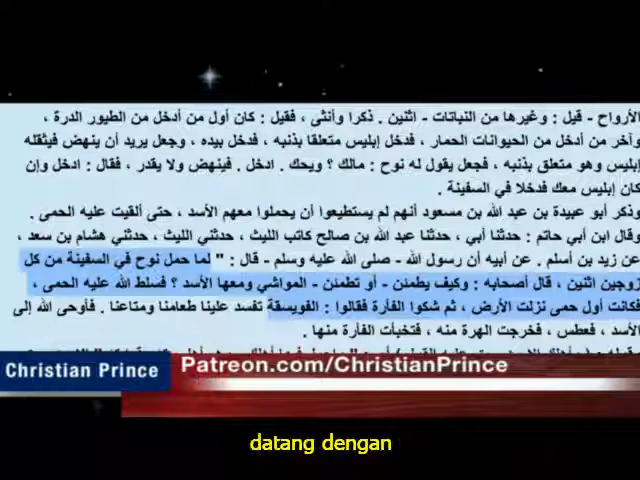 الأرواح - قيل : وغيرها من النباتات - اثنين . ذكرا وأنثى ، فقيل : كان أول من أدخل من الطيور الدرة ،
وآخر من أدخل من الحيوانات الحمار ، فدخل إبليس متعلقا بذنبه ، فدخل بيده ، وجعل يريد أن ينهض فيثقله
إبليس وهو متعلق بذنبه ، فجعل يقول له نوح : مالك ؟ ويحك . ادخل . فينهض ولا يقدر ، فقال : ادخل وإن
كان إبليس معك فدخلا في السفينة .
وذكر أبو عبيدة بن عبد الله بن مسعود أنهم لم يستطيعوا أن يحملوا معهم الأسد ، حتى ألقيت عليه الحمى .
وقال ابن أبي حاتم : حدثنا أبي ، حدثنا عبد الله بن صالح كاتب الليث ، حدثني الليث ، حدثني هشام بن سعد ،
عن زيد بن أسلم . عن أبيه أن رسول الله - صلى الله عليه وسلم - قال : " لما حمل نوح في السفينة من كل
زوجين اثنين ، قال أصحابه : وكيف يطمئن - أو تطمئن - المواشي ومعها الأسد ؟ فسلط الله عليه الحمى ،
فكانت أول حمى نزلت الأرض ، ثم شكوا الفأرة فقالوا : الفويسقة تفسد علينا طعامنا ومتاعنا . فأوحى الله إلى
الأسد ، فعطس ، فخرجت الهرة منه ، فتخبأت الفأرة منها .
Christian Prince
Patreon.com/ChristianPrince
datang dengan